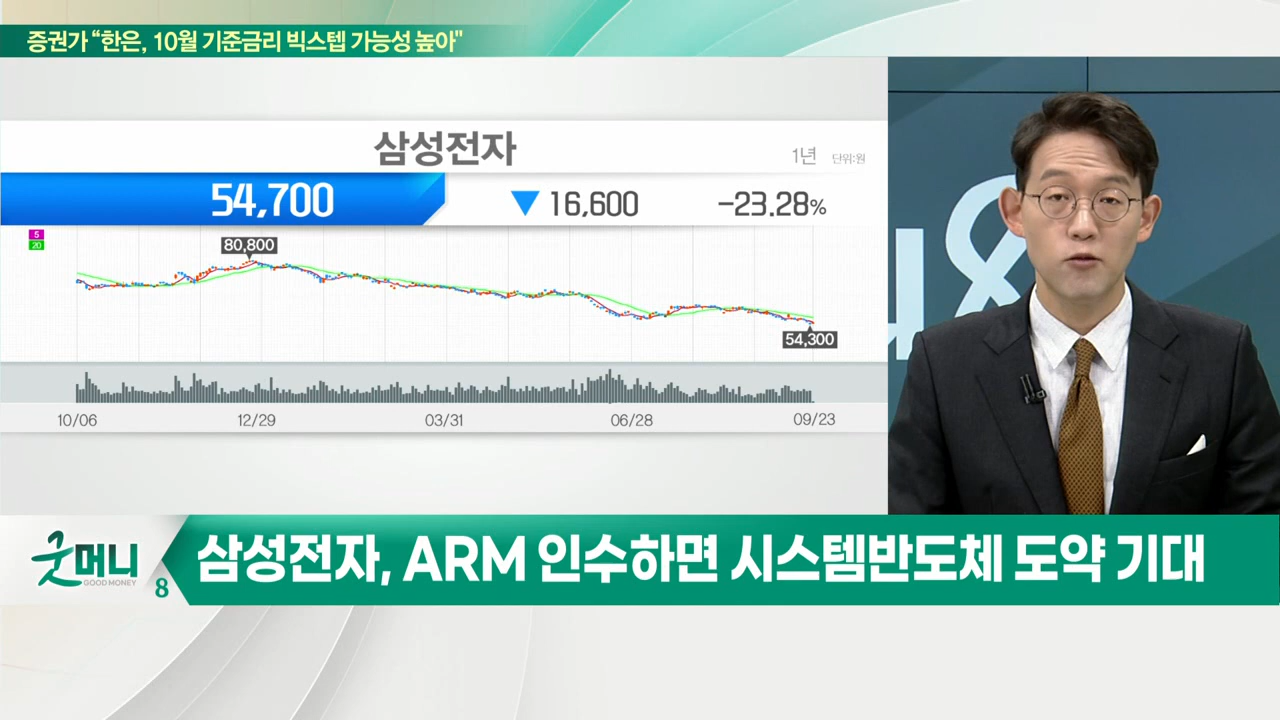 증권가 “한은, 10월 기준금리 빅스텝 가능성 높아"
삼성전자
1년 단위:원
54,700 ▼ 16,600 -23.28%
5
20
80,800
54,300
10/06 12/29 03/31 06/28 09/23
굿머니
GOOD MONEY
8
삼성전자, ARM 인수하면 시스템반도체 도약 기대